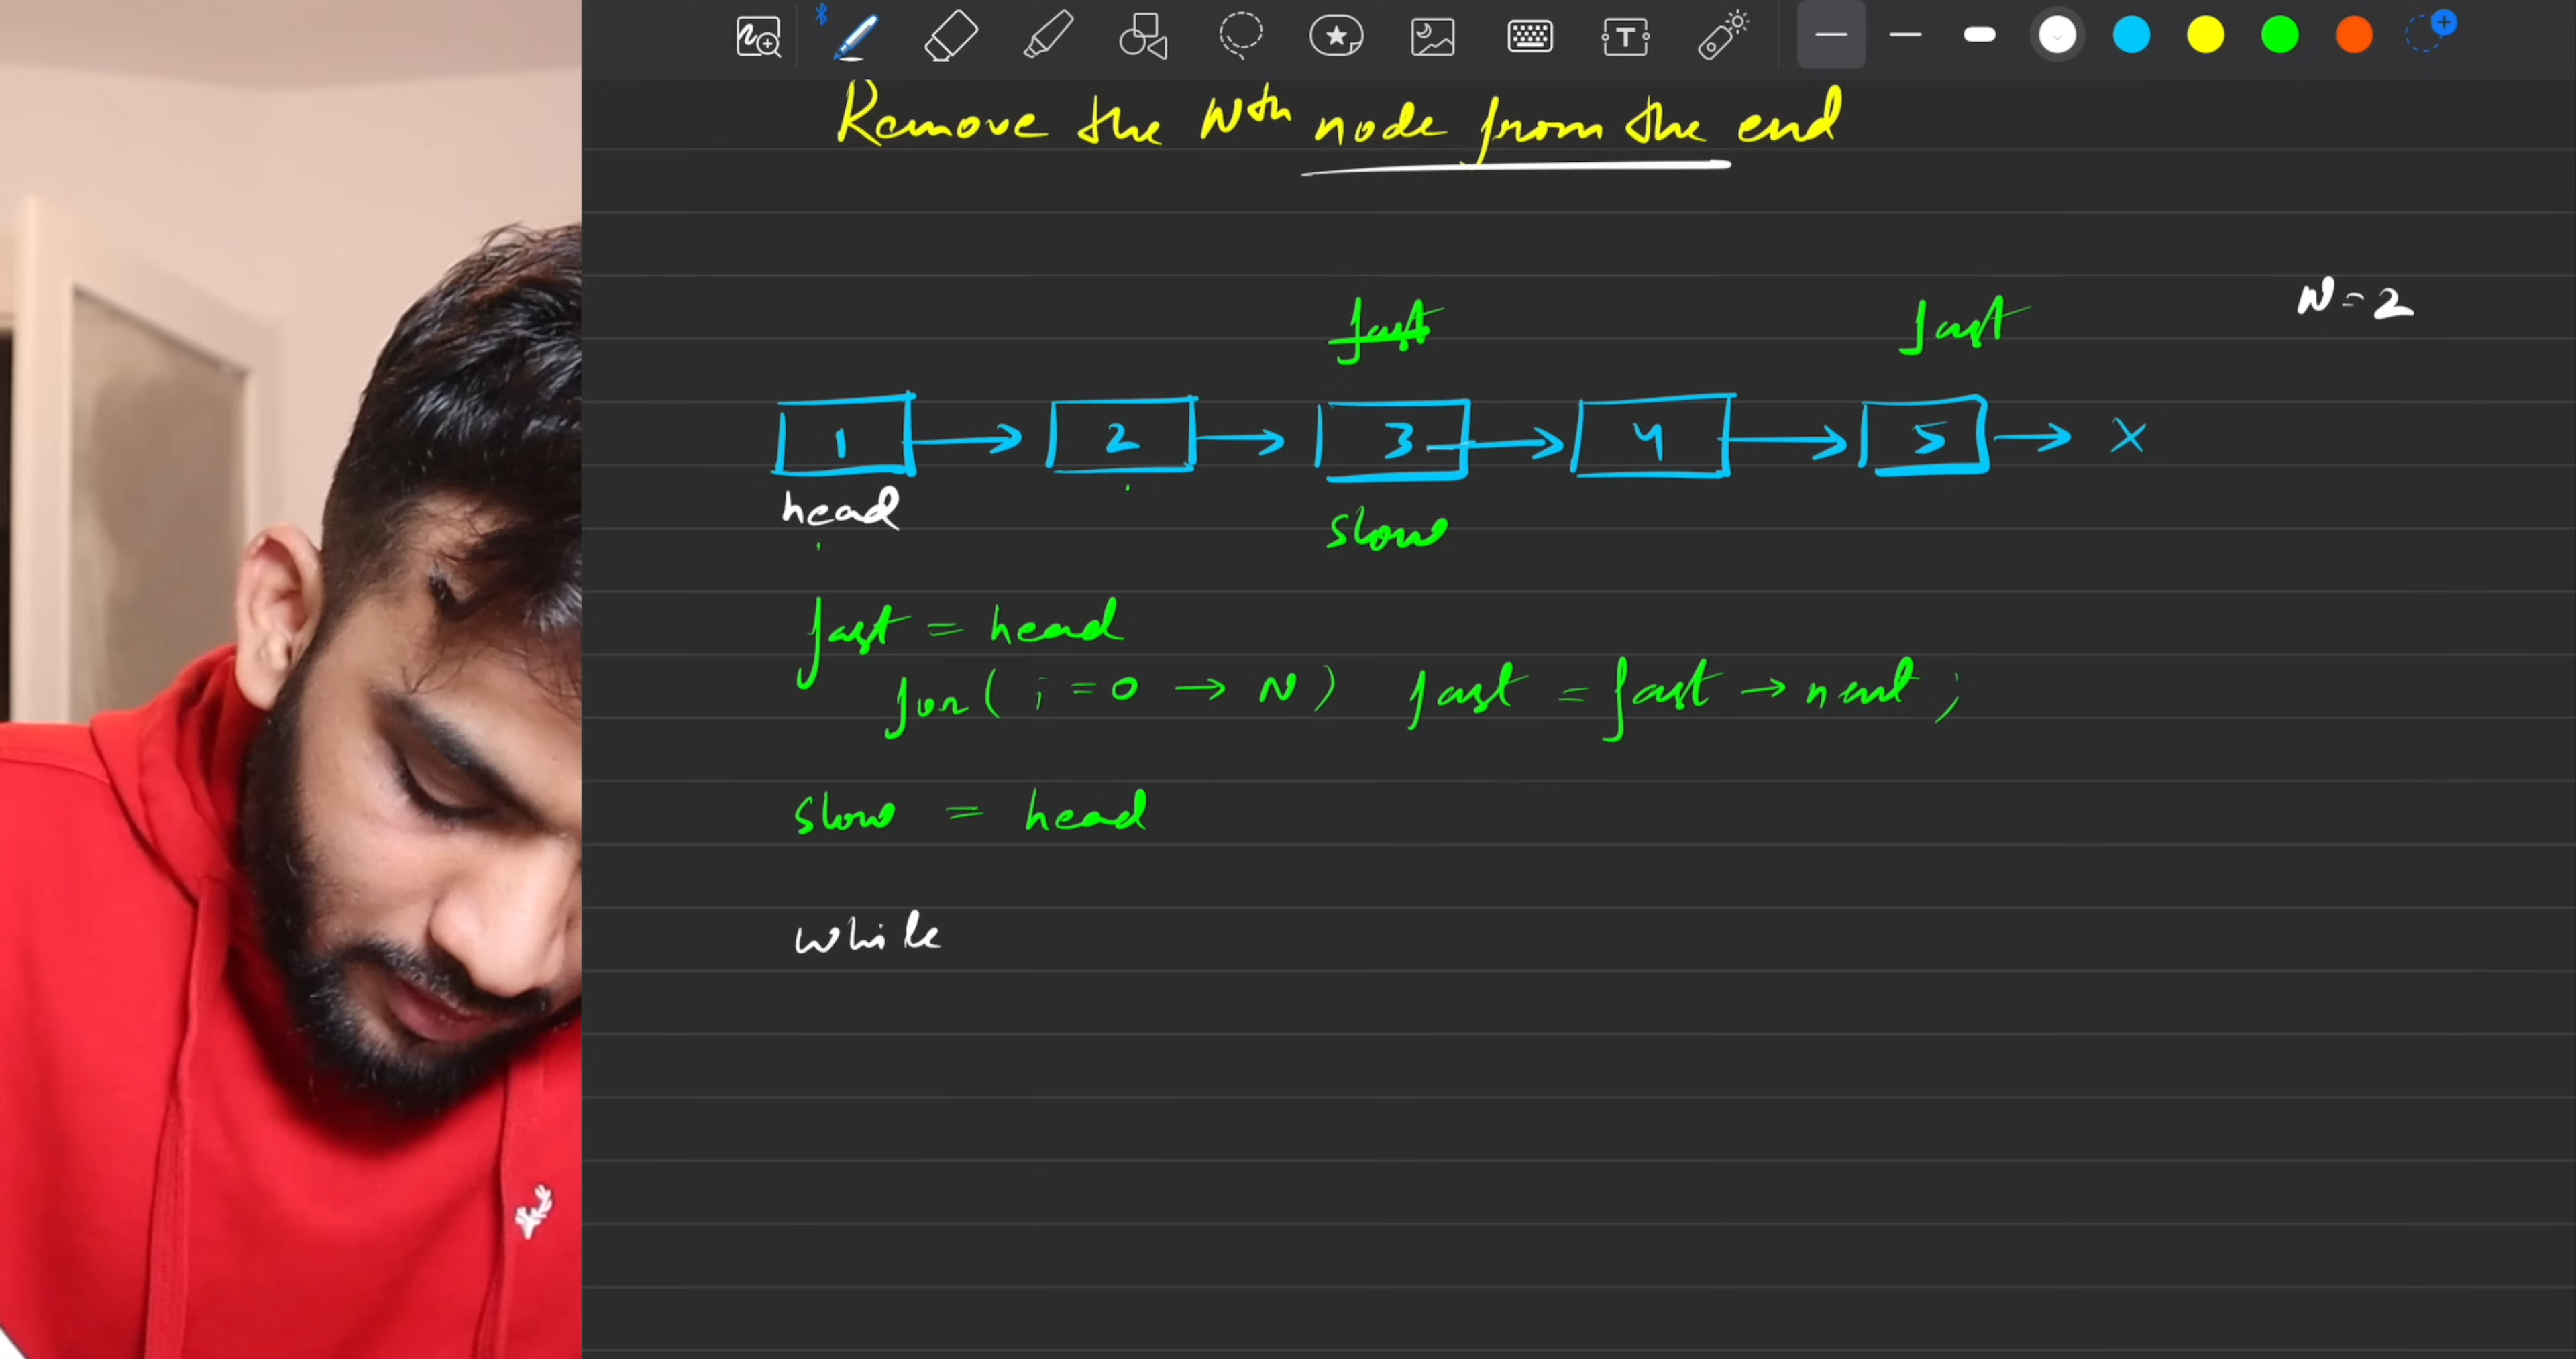 Remove the Nth node from the end
N = 2
fast fast
1 → 2 → 3 → 4 → 5 → x
head slow
fast = head
for( i = 0 → N ) fast = fast → next ;
slow = head
while